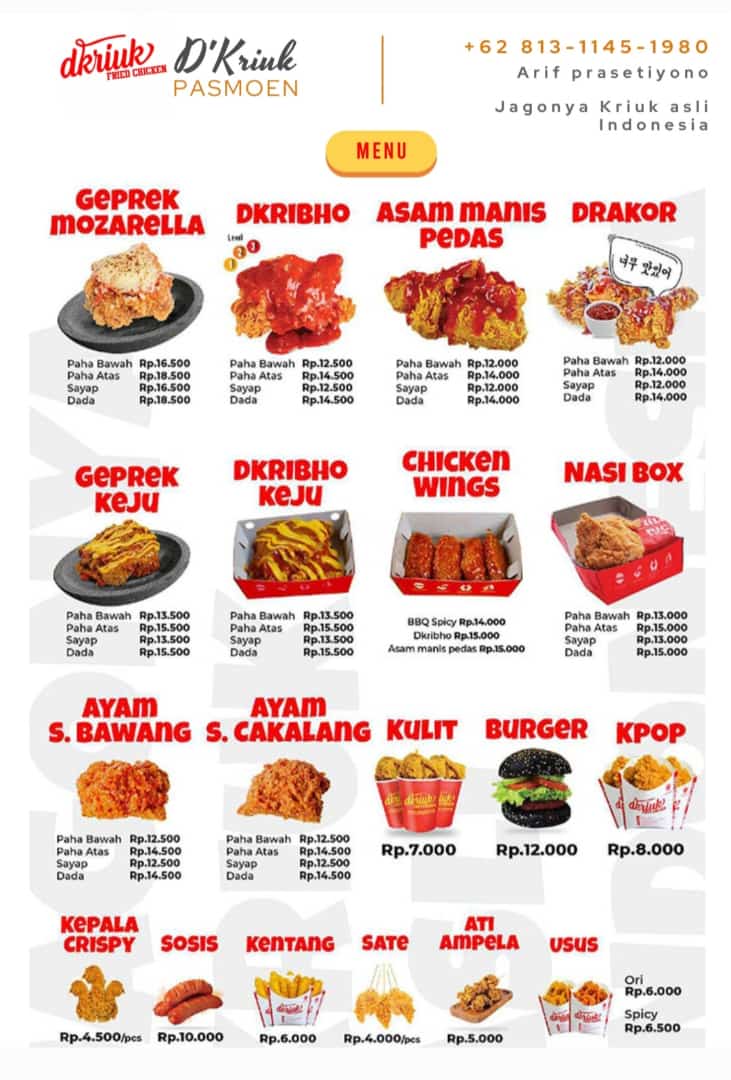 dkriuk
FRIED CHICKEN
D'Kriuk
PASMOEN
+62 813-1145-1980
Arif prasetiyono
Jagonya Kriuk asli
Indonesia
MENU
GEPREK
MOZARELLA
Paha Bawah Rp.16.500
Paha Atas Rp.18.500
Sayap Rp.16.500
Dada Rp.18.500
DKRIBHO
Level
1 2 3
Paha Bawah Rp.12.500
Paha Atas Rp.14.500
Sayap Rp.12.500
Dada Rp.14.500
ASAM MANIS
PEDAS
Paha Bawah Rp.12.000
Paha Atas Rp.14.000
Sayap Rp.12.000
Dada Rp.14.000
DRAKOR
너무 맛있어
Paha Bawah Rp.12.000
Paha Atas Rp.14.000
Sayap Rp.12.000
Dada Rp.14.000
GEPREK
KEJU
Paha Bawah Rp.13.500
Paha Atas Rp.15.500
Sayap Rp.13.500
Dada Rp.15.500
DKRIBHO
KEJU
Paha Bawah Rp.13.500
Paha Atas Rp.15.500
Sayap Rp.13.500
Dada Rp.15.500
CHICKEN
WINGS
BBQ Spicy Rp.14.000
Dkribho Rp.15.000
Asam manis pedas Rp.15.000
NASI BOX
Paha Bawah Rp.13.000
Paha Atas Rp.15.000
Sayap Rp.13.000
Dada Rp.15.000
AYAM
S. BAWANG
Paha Bawah Rp.12.500
Paha Atas Rp.14.500
Sayap Rp.12.500
Dada Rp.14.500
AYAM
S. CAKALANG
Paha Bawah Rp.12.500
Paha Atas Rp.14.500
Sayap Rp.12.500
Dada Rp.14.500
KULIT
dkriuk
Rp.7.000
BURGER
Rp.12.000
KPOP
dkriuk
Rp.8.000
KEPALA
CRISPY
Rp.4.500/pcs
SOSIS
Rp.10.000
KENTANG
Rp.6.000
SATE
Rp.4.000/pcs
ATI
AMPELA
Rp.5.000
USUS
Ori
Rp.6.000
Spicy
Rp.6.500
JAGONYA
KRIUK
ASLI
INDONESIA